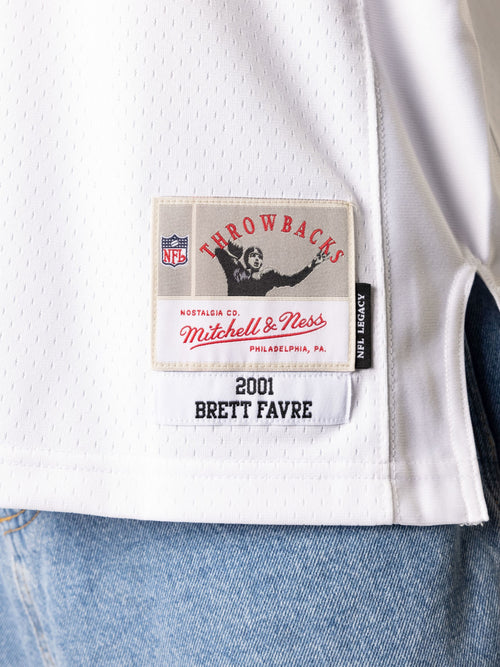 THROWBACKS
NFL
NOSTALGIA CO.
Mitchell & Ness
PHILADELPHIA, PA.
NFL LEGACY
2001
BRETT FAVRE